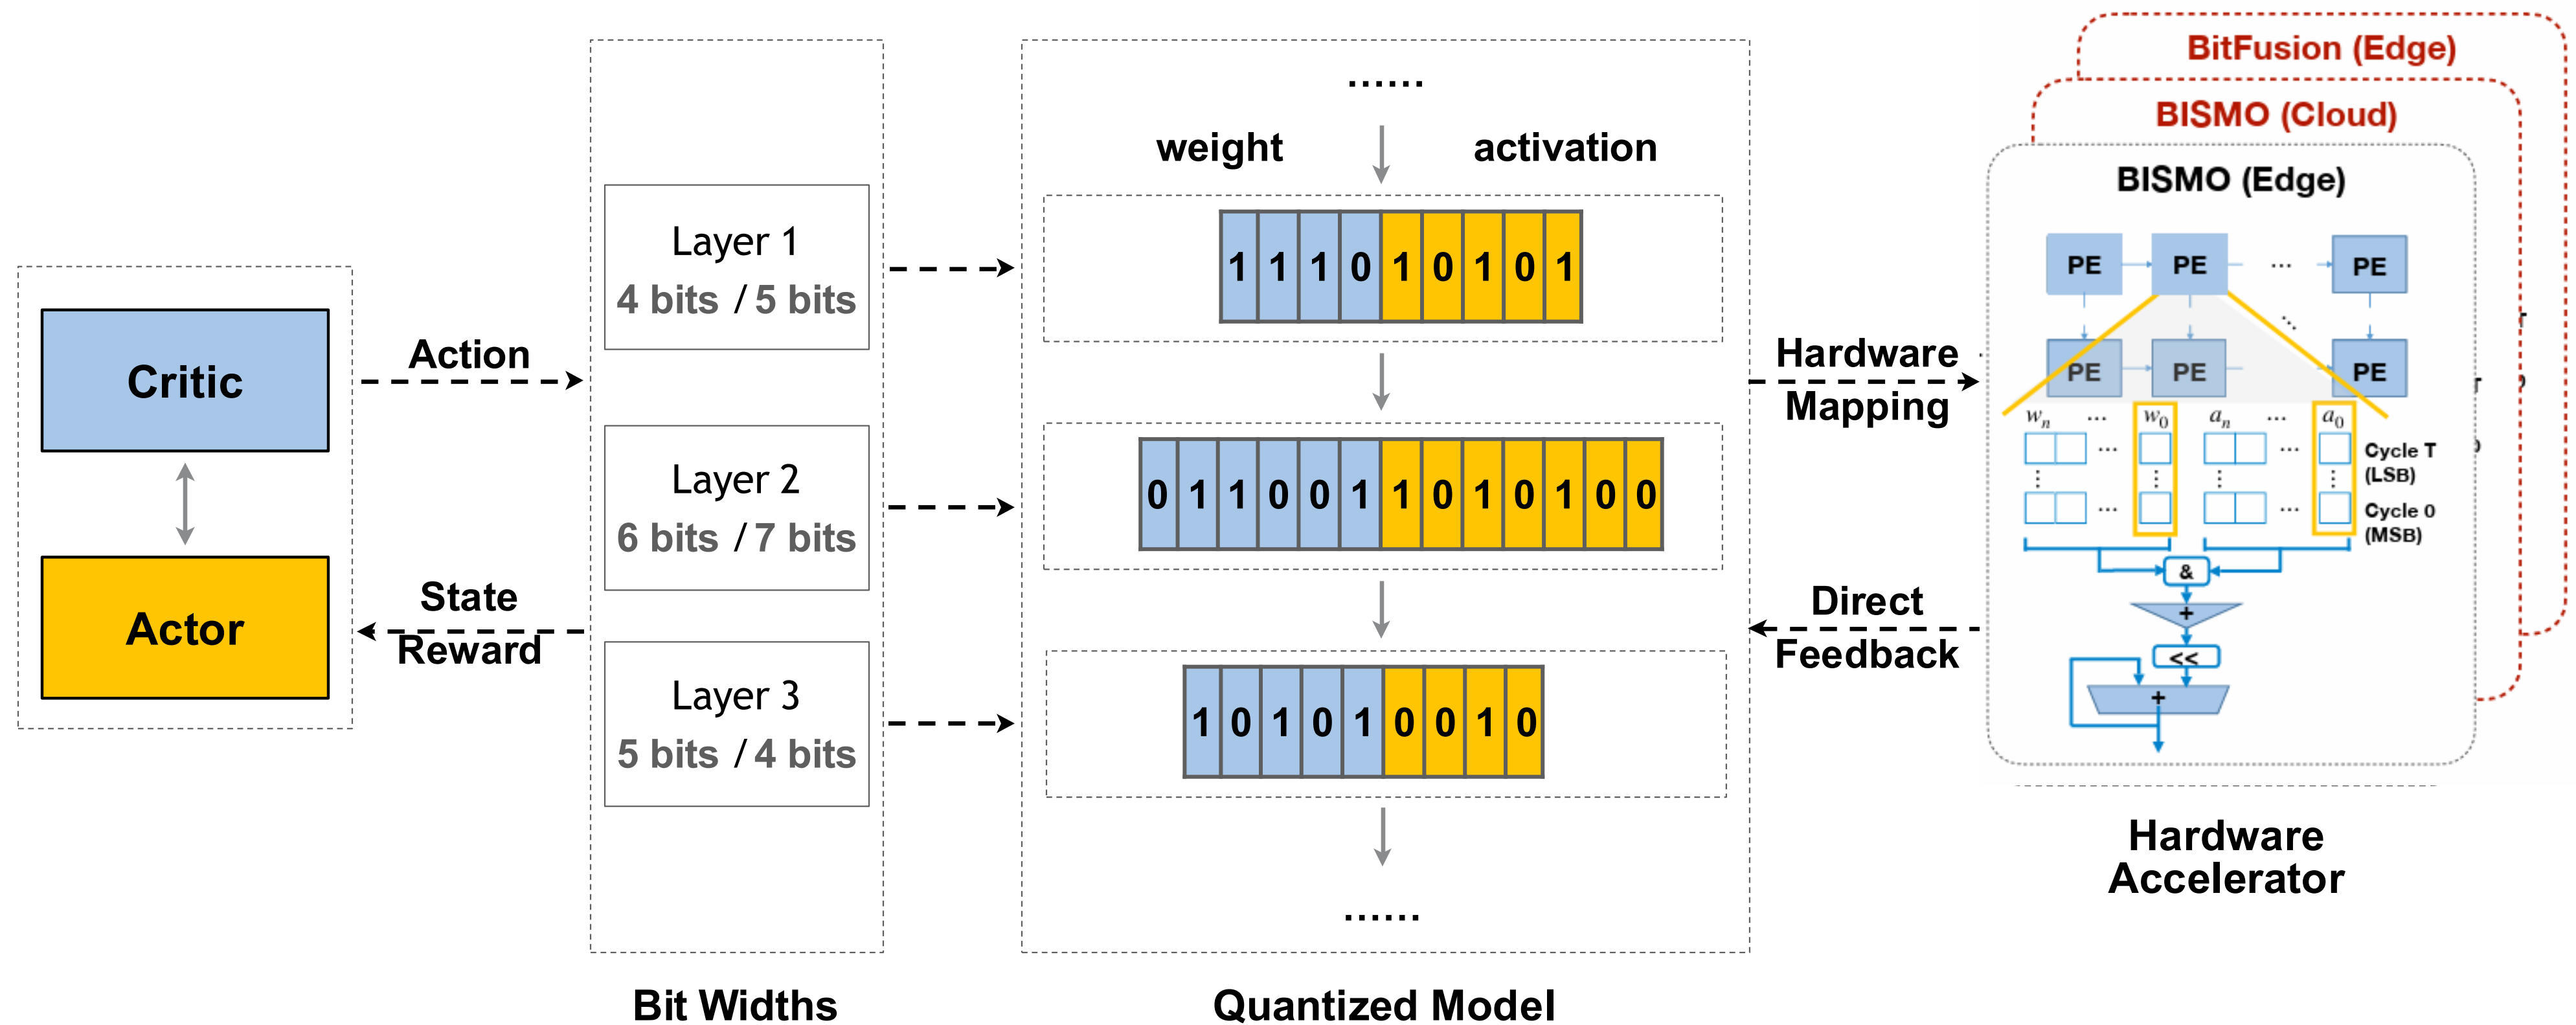 Critic
Actor
Action
State
Reward
Layer 1
4 bits / 5 bits
Layer 2
6 bits / 7 bits
Layer 3
5 bits / 4 bits
Bit Widths
......
weight activation
1 1 1 0 1 0 1 0 1
0 1 1 0 0 1 1 0 1 0 1 0 0
1 0 1 0 1 0 0 1 0
......
Quantized Model
Hardware
Mapping
Direct
Feedback
BitFusion (Edge)
BISMO (Cloud)
BISMO (Edge)
PE PE ... PE
PE PE PE
wn ... w0 an ... a0
Cycle T
(LSB)
Cycle 0
(MSB)
&
+
<<
+
Hardware
Accelerator